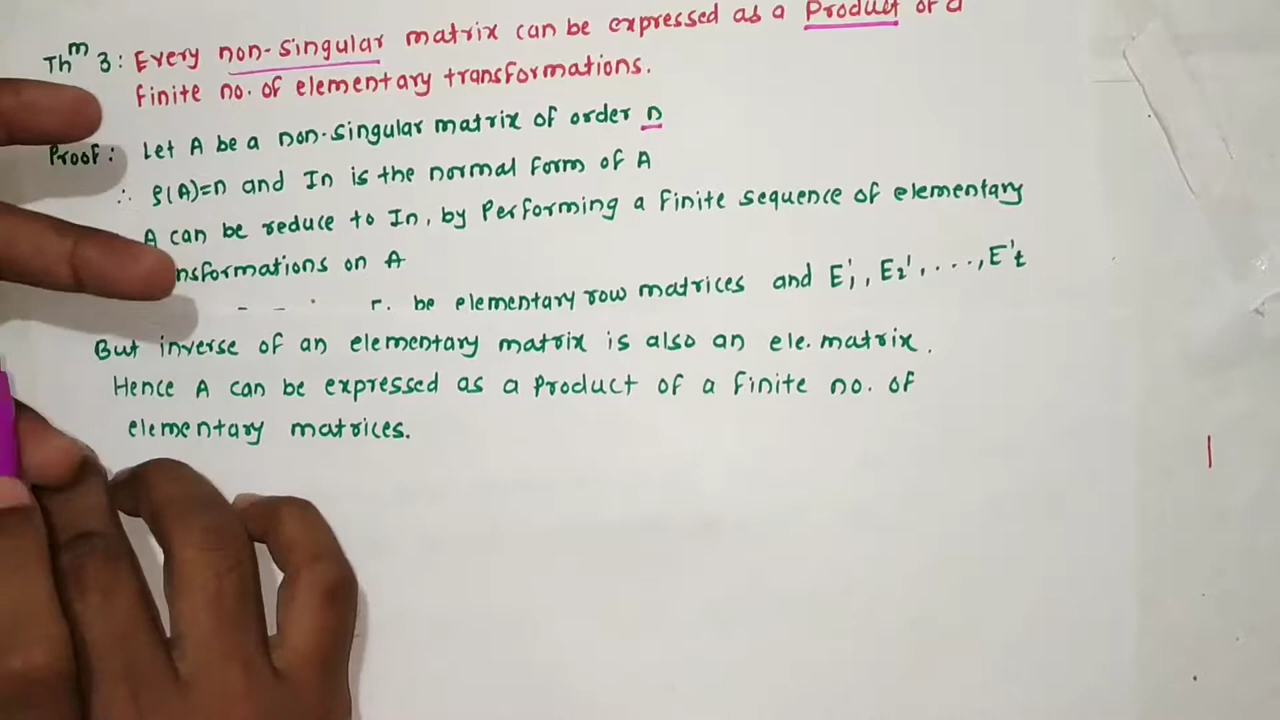 Thm 3: Every non-singular matrix can be expressed as a Product of a
finite no. of elementary transformations.
Proof: Let A be a non-singular matrix of order n
∴ ρ(A)=n and In is the normal form of A
A can be reduce to In, by Performing a finite sequence of elementary
nsformations on A
be elementary row matrices and E'1, E2', ...., E't
But inverse of an elementary matrix is also an ele. matrix.
Hence A can be expressed as a Product of a finite no. of
elementary matrices.